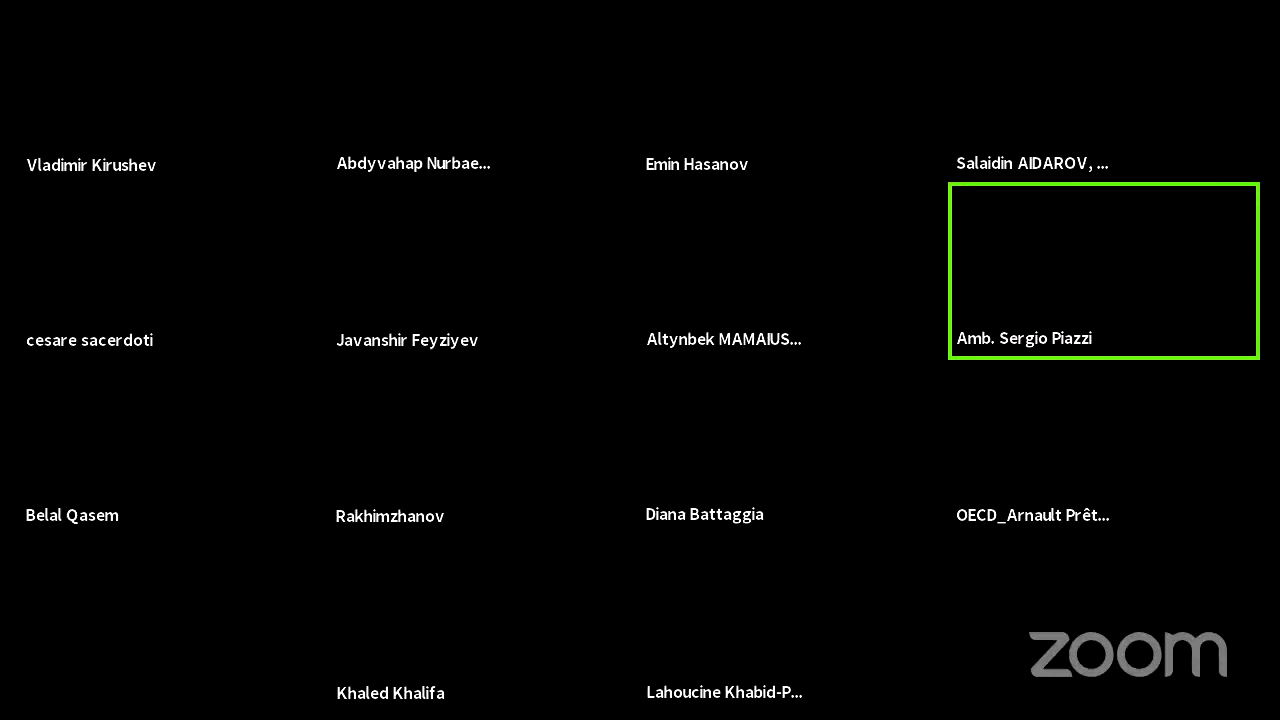 Vladimir Kirushev
Abdyvahap Nurbae...
Emin Hasanov
Salaidin AIDAROV, ...
cesare sacerdoti
Javanshir Feyziyev
Altynbek MAMAIUS...
Amb. Sergio Piazzi
Belal Qasem
Rakhimzhanov
Diana Battaggia
OECD_Arnault Prêt...
Khaled Khalifa
Lahoucine Khabid-P...
zoom